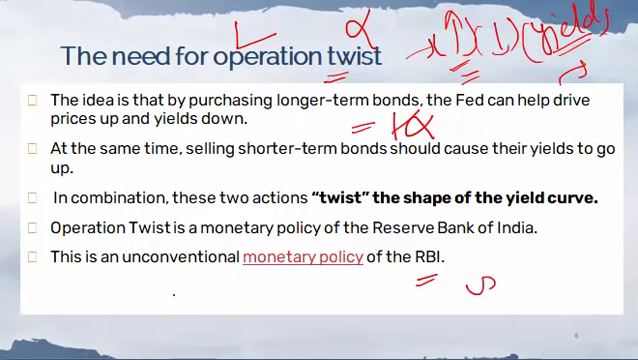 The need for operation twist
(yields
The idea is that by purchasing longer-term bonds, the Fed can help drive
prices up and yields down.
At the same time, selling shorter-term bonds should cause their yields to go
up.
In combination, these two actions “twist” the shape of the yield curve.
Operation Twist is a monetary policy of the Reserve Bank of India.
This is an unconventional monetary policy of the RBI.